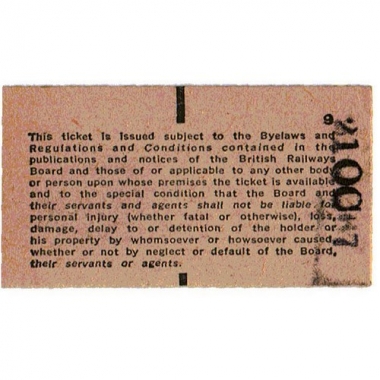 9
This ticket is issued subject to the Byelaws and
Regulations and Conditions contained in the
publications and notices of the British Railways
Board and those of or applicable to any other body
or person upon whose premises the ticket is available
and to the special condition that the Board and
their servants and agents shall not be liable for
personal injury (whether fatal or otherwise), loss,
damage, delay to or detention of the holder or
his property by whomsoever or howsoever caused,
whether or not by neglect or default of the Board,
their servants or agents.
21 OC